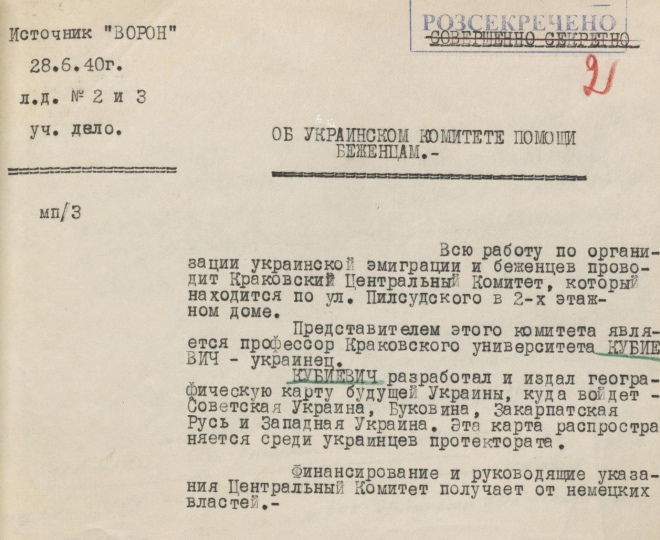 Источник "ВОРОН"
28.6.40г.
л.д. № 2 и 3
уч. дело.
РОЗСЕКРЕЧЕНО
СОВЕРШЕННО СЕКРЕТНО
2
ОБ УКРАИНСКОМ КОМИТЕТЕ ПОМОЩИ
БЕЖЕНЦАМ.-
мп/3
Всю работу по органи-
зации украинской эмиграции и беженцев прово-
дит Краковский Центральный Комитет, который
находится по ул. Пилсудского в 2-х этаж-
ном доме.
Представителем этого комитета явля-
ется профессор Краковского университета КУБИЕ
ВИЧ - украинец.
КУБИЕВИЧ разработал и издал геогра-
фическую карту будущей Украины, куда войдет -
Советская Украина, Буковина, Закарпатская
Русь и Западная Украина. Эта карта распростра
няется среди украинцев протектората.
Финансирование и руководящие указа-
ния Центральный Комитет получает от немецких
властей.-